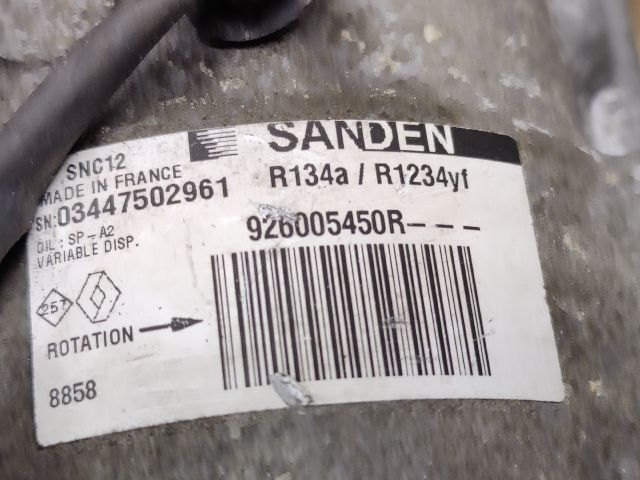 SANDEN
SNC12
MADE IN FRANCE
R134a / R1234yf
SN:03447502961
OIL : SP-A2
VARIABLE DISP.
926005450R---
257
ROTATION
8858